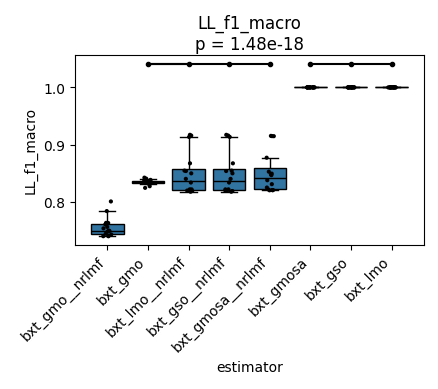 LL_f1_macro
p = 1.48e-18
LL_f1_macro
1.0
0.9
0.8
bxt_gmo__nrlmf
bxt_gmo
bxt_lmo__nrlmf
bxt_gso__nrlmf
bxt_gmosa__nrlmf
bxt_gmosa
bxt_gso
bxt_lmo
estimator